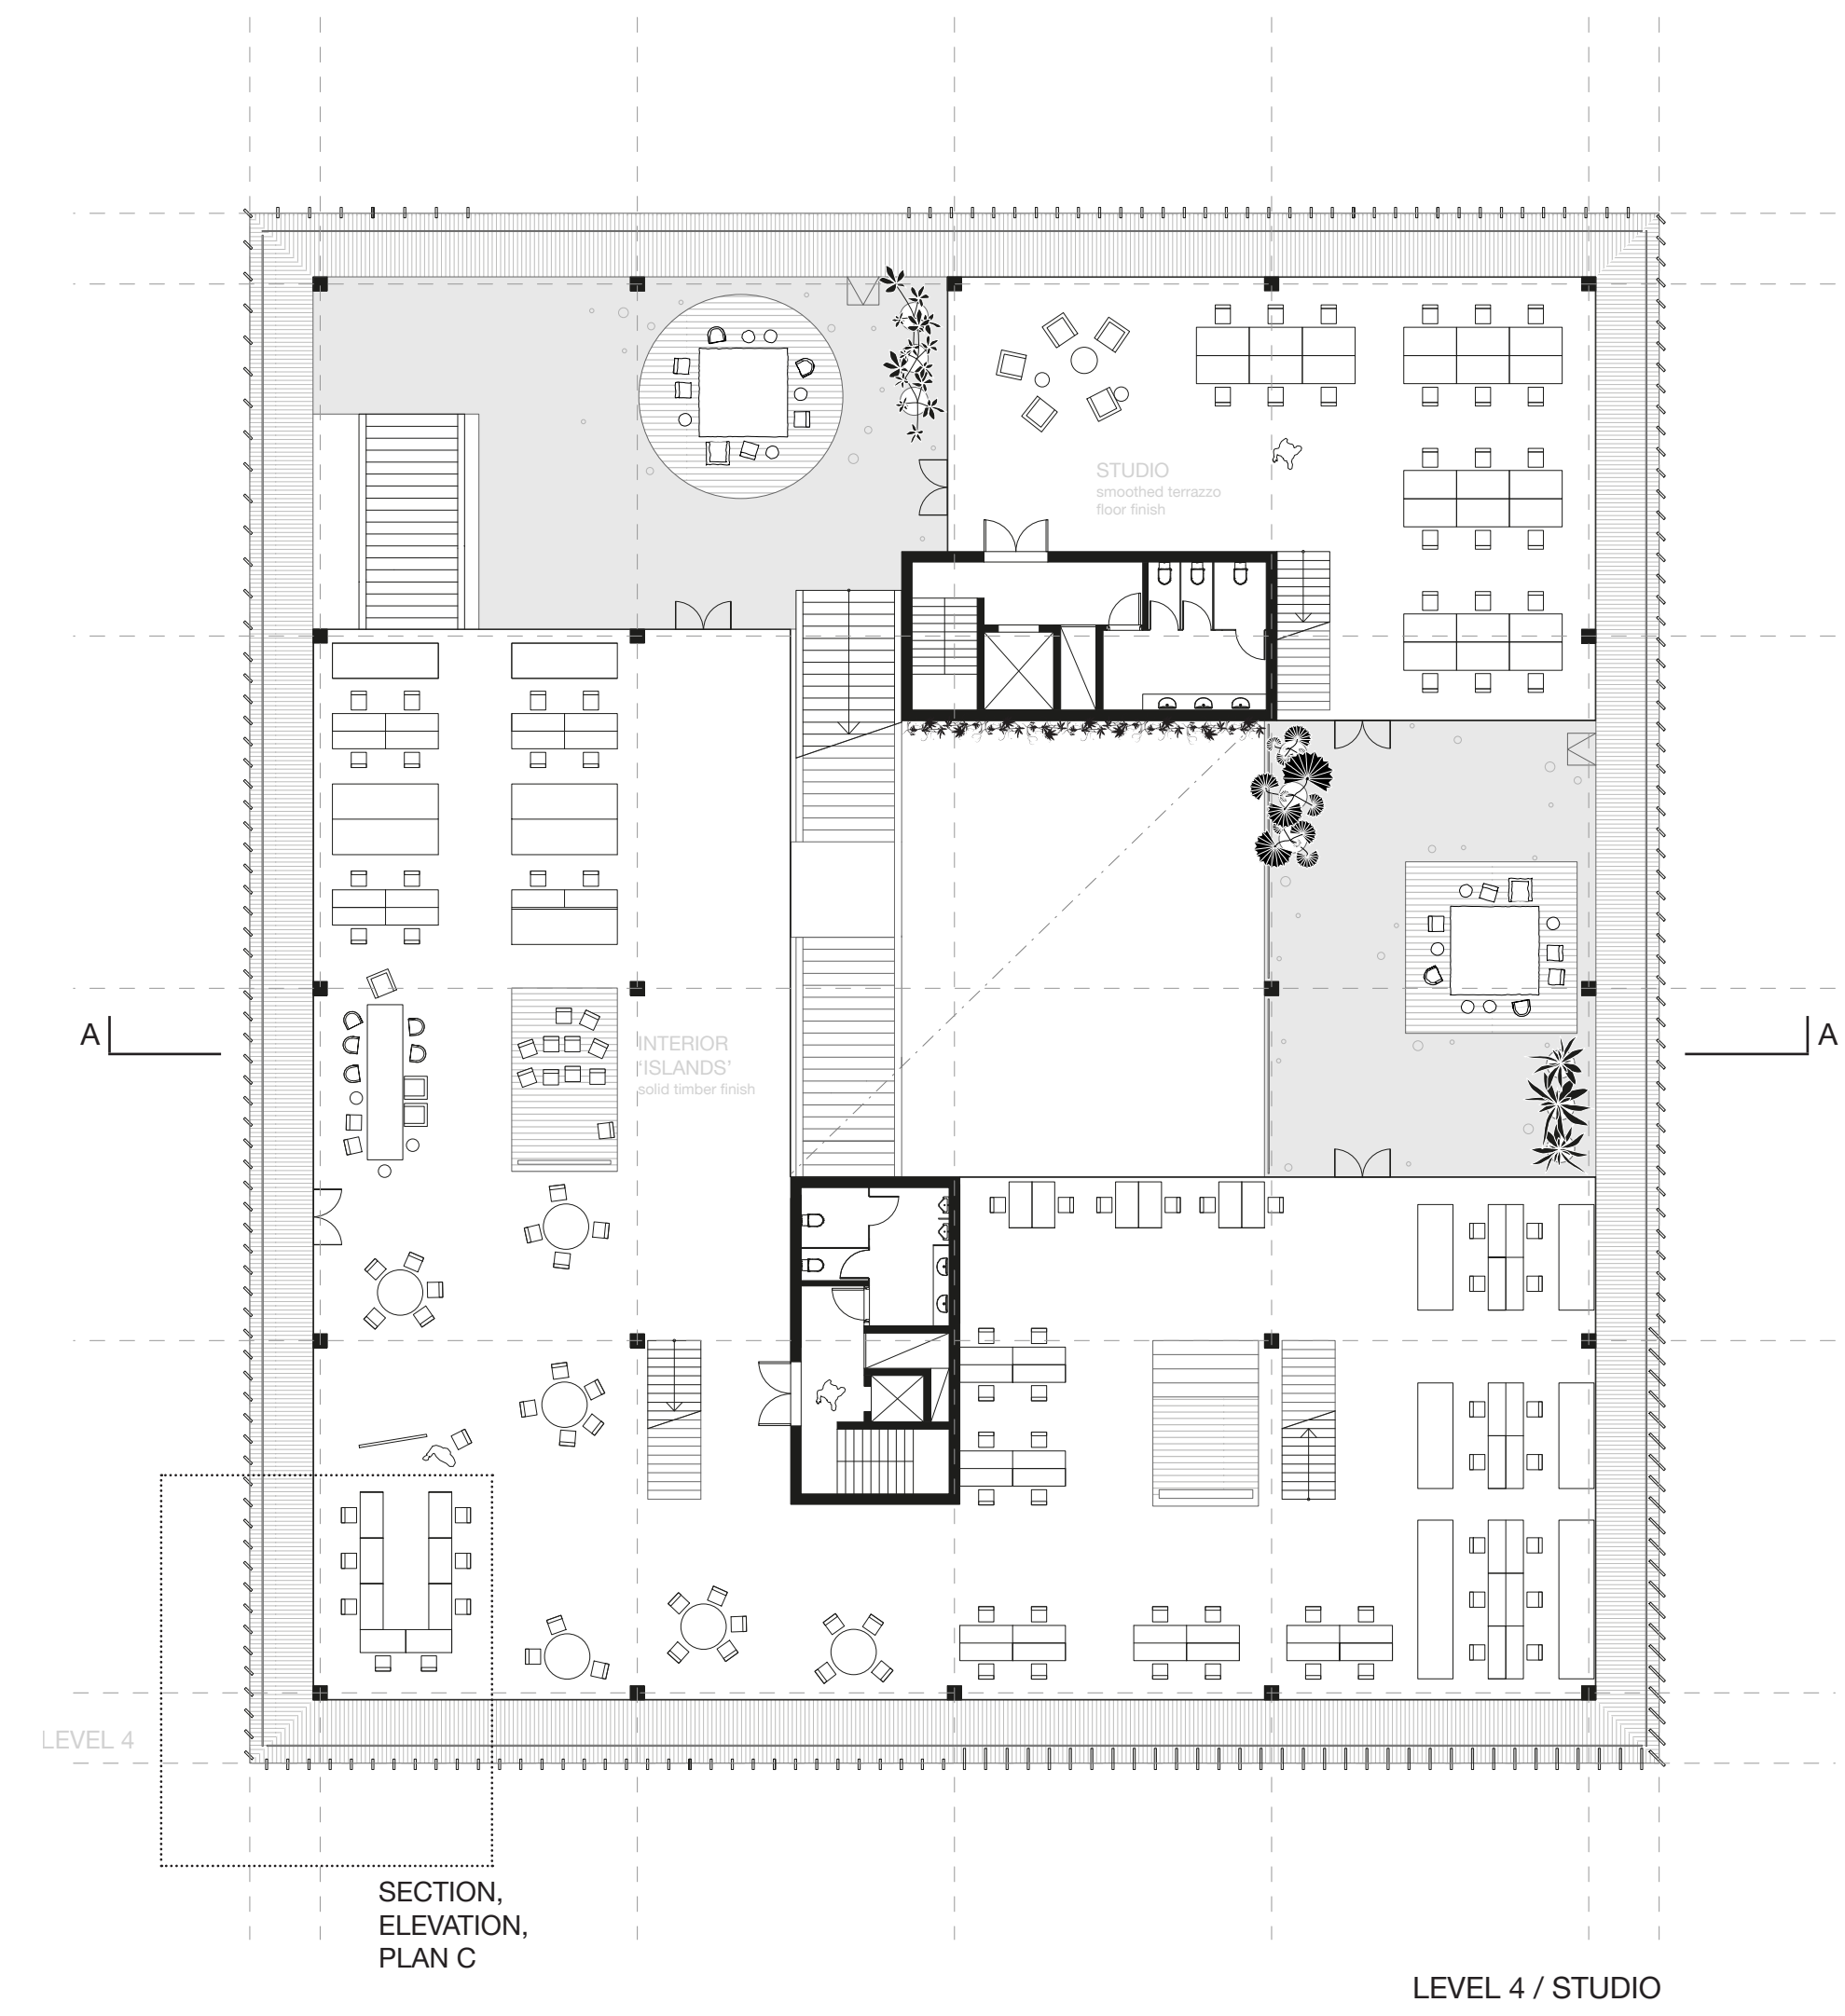 STUDIO
smoothed terrazzo
floor finish
A
A
INTERIOR
'ISLANDS'
solid timber finish
LEVEL 4
SECTION,
ELEVATION,
PLAN C
LEVEL 4 / STUDIO